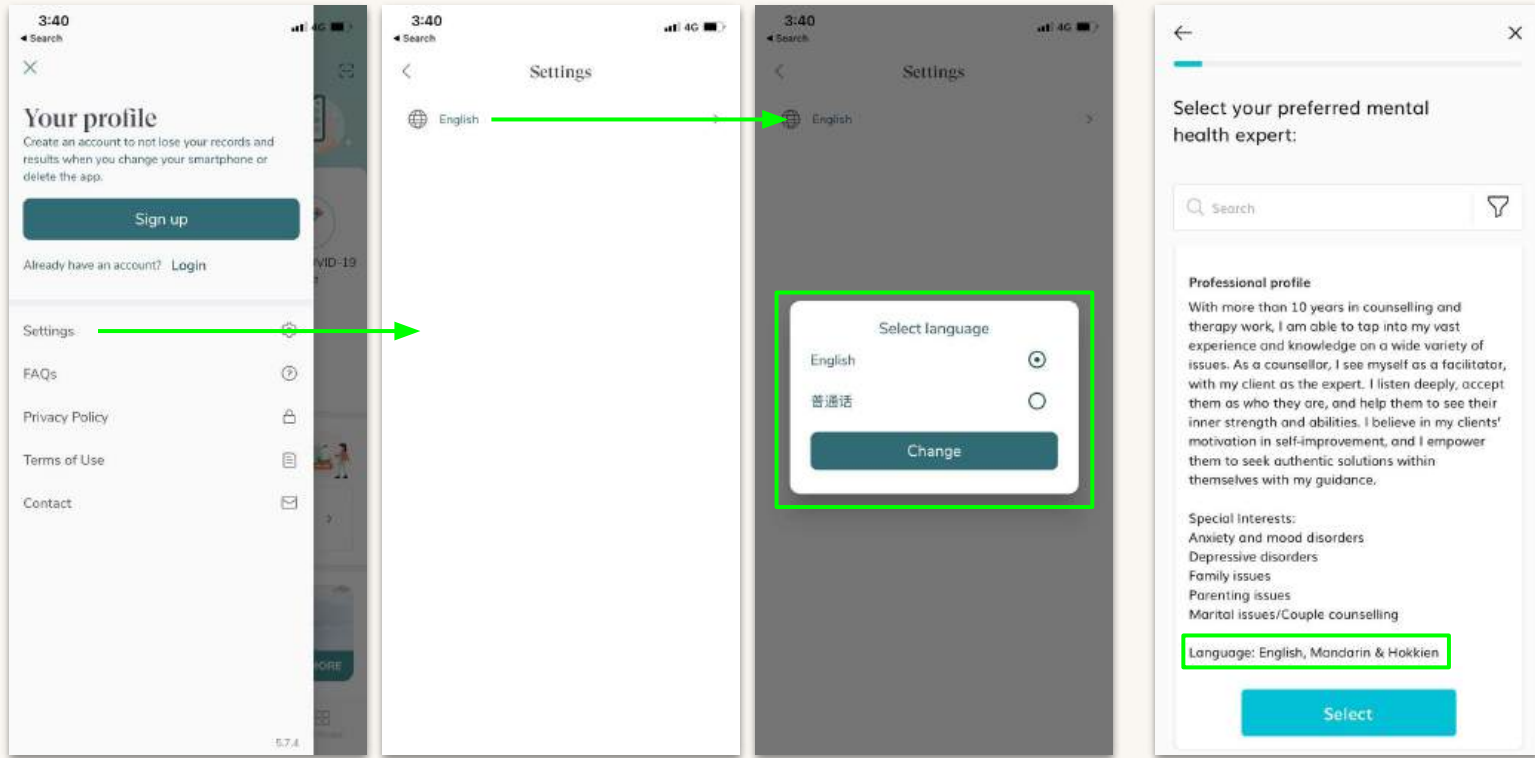 3:40
Search
4G
Your profile
Create an account to not lose your records and
results when you change your smartphone or
delete the app.
Sign up
Already have an account? Login
VID-19
Settings
FAQs
Privacy Policy
Terms of Use
Contact
ORE
5.7.4
3:40
Search
4G
Settings
English
3:40
Search
4G
Settings
English
Select language
English
普通话
Change
Select your preferred mental
health expert:
Search
Professional profile
With more than 10 years in counselling and
therapy work, I am able to tap into my vast
experience and knowledge on a wide variety of
issues. As a counsellor, I see myself as a facilitator,
with my client as the expert. I listen deeply, accept
them as who they are, and help them to see their
inner strength and abilities. I believe in my clients'
motivation in self-improvement, and I empower
them to seek authentic solutions within
themselves with my guidance.
Special Interests:
Anxiety and mood disorders
Depressive disorders
Family issues
Parenting issues
Marital issues/Couple counselling
Language: English, Mandarin & Hokkien
Select